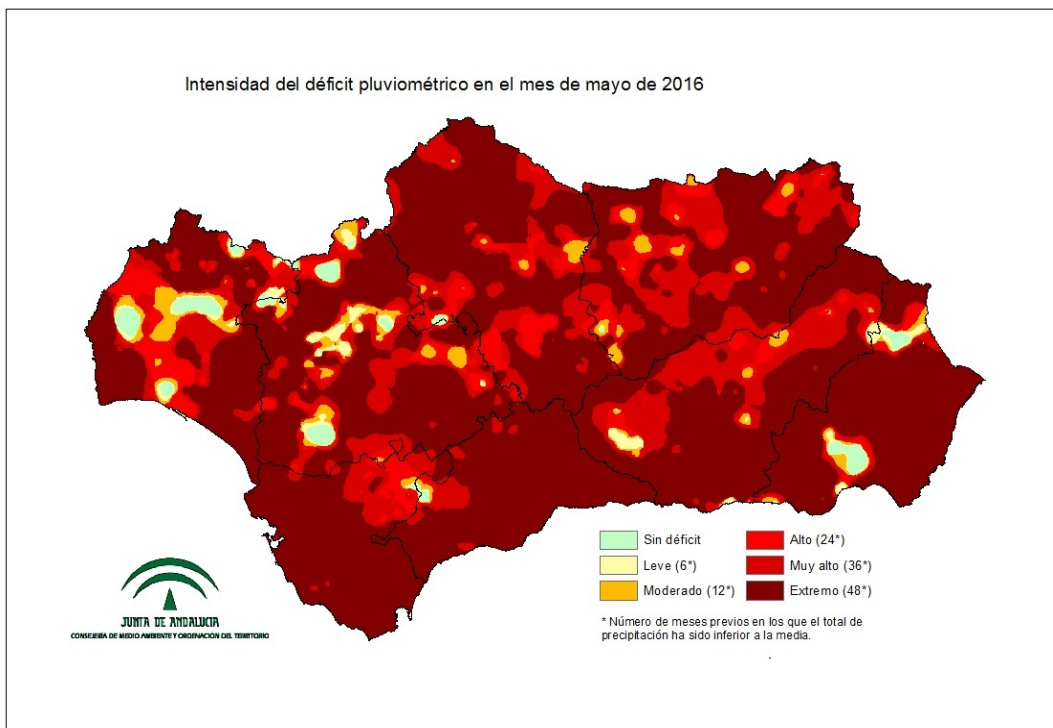 Intensidad del déficit pluviométrico en el mes de mayo de 2016
Sin déficit
Leve (6*)
Moderado (12*)
Alto (24*)
Muy alto (36*)
Extremo (48*)
* Número de meses previos en los que el total de
precipitación ha sido inferior a la media.
JUNTA DE ANDALUCIA
CONSEJERIA DE MEDIO AMBIENTE Y ORDENACIÓN DEL TERRITORIO